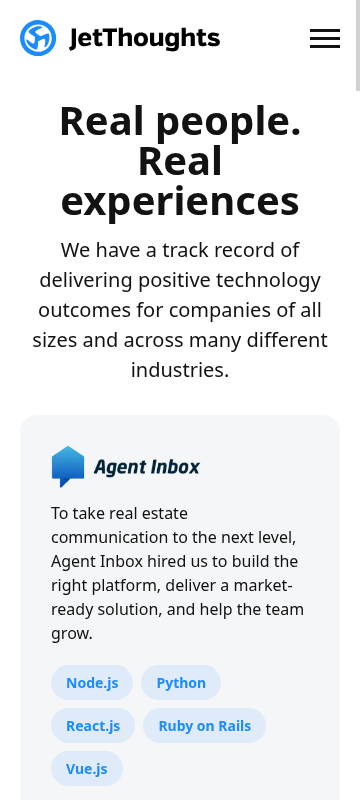 JetThoughts
Real people.
Real
experiences
We have a track record of
delivering positive technology
outcomes for companies of all
sizes and across many different
industries.
Agent Inbox
To take real estate
communication to the next level,
Agent Inbox hired us to build the
right platform, deliver a market-
ready solution, and help the team
grow.
Node.js Python
React.js Ruby on Rails
Vue.js